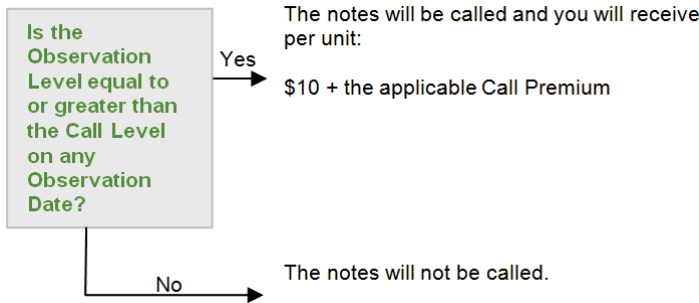 Is the
Observation
Level equal to
or greater than
the Call Level
on any
Observation
Date?
Yes
The notes will be called and you will receive
per unit:
$10 + the applicable Call Premium
No
The notes will not be called.